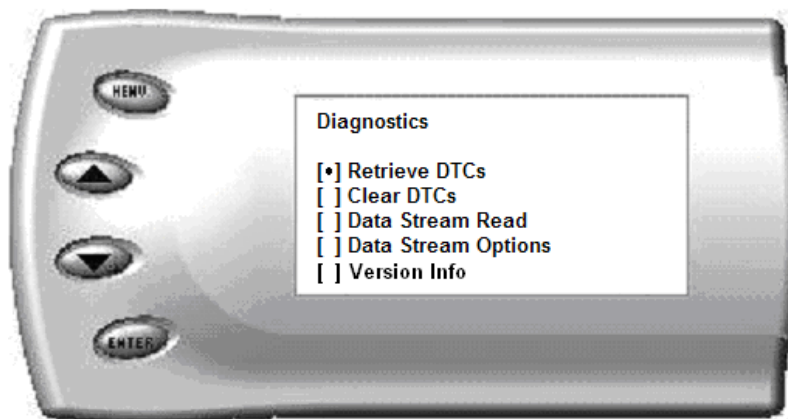 MENU
Diagnostics
[•] Retrieve DTCs
[ ] Clear DTCs
[ ] Data Stream Read
[ ] Data Stream Options
[ ] Version Info
ENTER